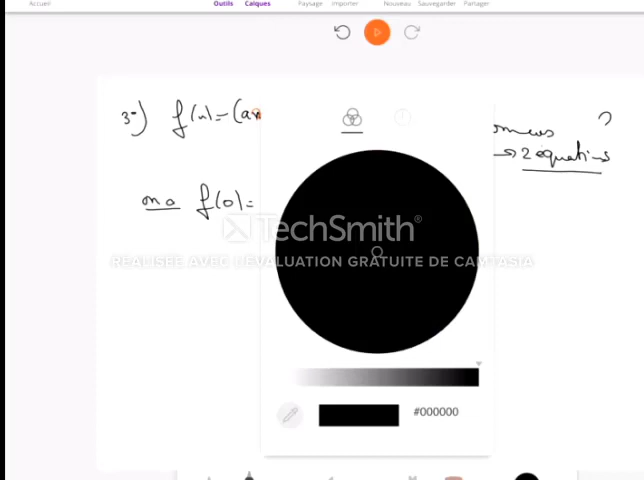 Accueil Outils Calques Paysage Importer Nouveau Sauvegarder Partager
3°) f(x)=(ax ?
→ 2 équations
on a f(0)=
TechSmith®
RÉALISÉE AVEC L'ÉVALUATION GRATUITE DE CAMTASIA
#000000